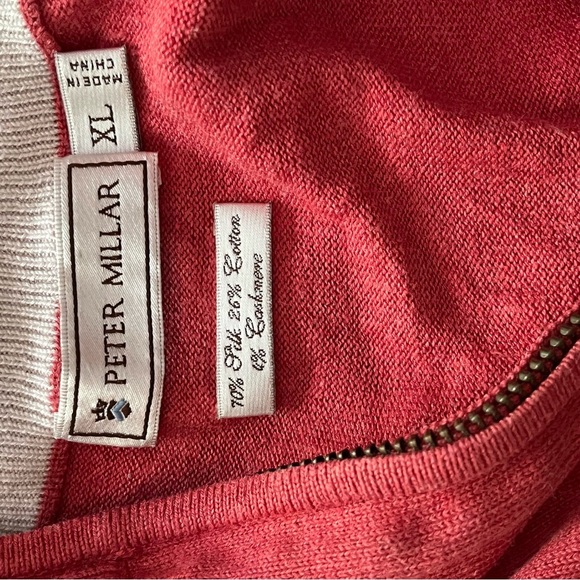 MADE IN
CHINA
XL
PETER MILLAR
70% Silk 26% Cotton
4% Cashmere